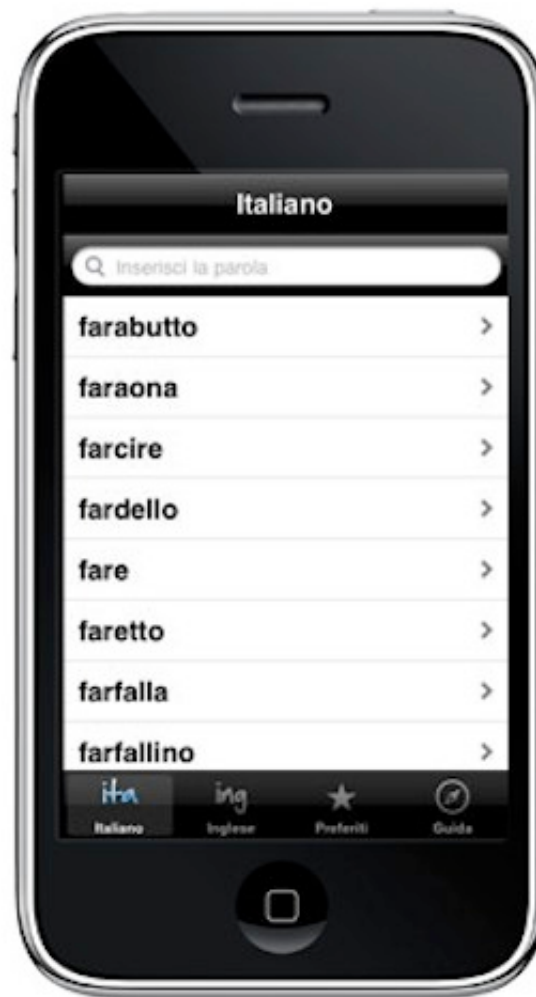 Italiano
Inserisci la parola
farabutto
faraona
farcire
fardello
fare
faretto
farfalla
farfallino
ita ing
Italiano Inglese Preferiti Guida